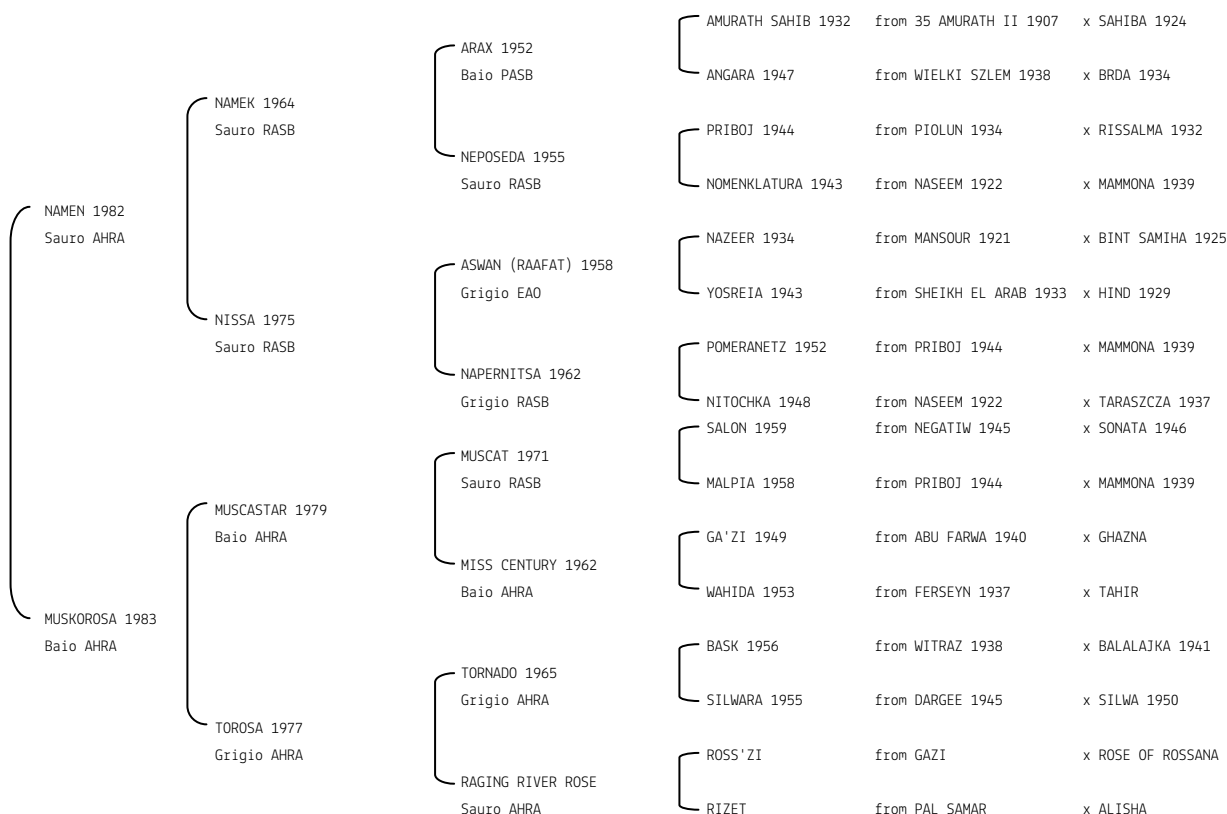 AMURATH SAHIB 1932 from 35 AMURATH II 1907 x SAHIBA 1924
ARAX 1952
Baio PASB
ANGARA 1947 from WIELKI SZLEM 1938 x BRDA 1934
NAMEK 1964
Sauro RASB
PRIBOJ 1944 from PIOLUN 1934 x RISSALMA 1932
NEPOSEDA 1955
Sauro RASB
NOMENKLATURA 1943 from NASEEM 1922 x MAMMONA 1939
NAMEN 1982
Sauro AHRA
NAZEER 1934 from MANSOUR 1921 x BINT SAMIHA 1925
ASWAN (RAAFAT) 1958
Grigio EAO
YOSREIA 1943 from SHEIKH EL ARAB 1933 x HIND 1929
NISSA 1975
Sauro RASB
POMERANETZ 1952 from PRIBOJ 1944 x MAMMONA 1939
NAPERNITSA 1962
Grigio RASB
NITOCHKA 1948 from NASEEM 1922 x TARASZCZA 1937
SALON 1959 from NEGATIW 1945 x SONATA 1946
MUSCAT 1971
Sauro RASB
MALPIA 1958 from PRIBOJ 1944 x MAMMONA 1939
MUSCASTAR 1979
Baio AHRA
GA'ZI 1949 from ABU FARWA 1940 x GHAZNA
MISS CENTURY 1962
Baio AHRA
WAHIDA 1953 from FERSEYN 1937 x TAHIR
MUSKOROSA 1983
Baio AHRA
BASK 1956 from WITRAZ 1938 x BALALAJKA 1941
TORNADO 1965
Grigio AHRA
SILWARA 1955 from DARGEE 1945 x SILWA 1950
TOROSA 1977
Grigio AHRA
ROSS'ZI from GAZI x ROSE OF ROSSANA
RAGING RIVER ROSE
Sauro AHRA
RIZET from PAL SAMAR x ALISHA